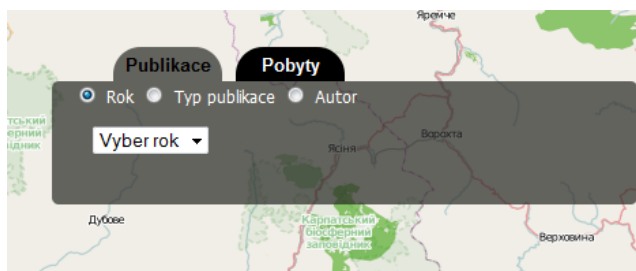 Яремче
Publikace Pobyty
Rok Typ publikace Autor
Vyber rok
Ворохта
Ясіня
Дубове
Карпатський
біосферний
заповідник
Верховина